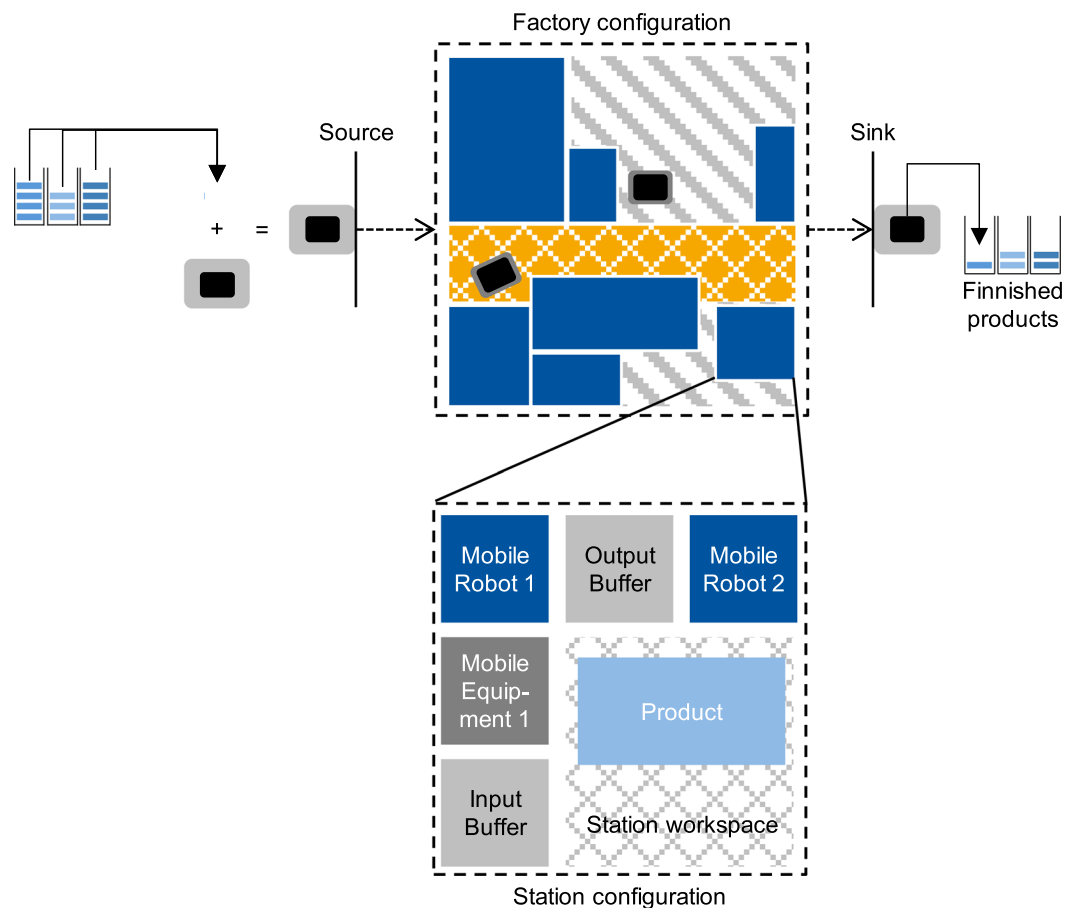 Factory configuration
Source
Sink
+
=
Finnished
products
Mobile
Robot 1
Output
Buffer
Mobile
Robot 2
Mobile
Equip-
ment 1
Product
Input
Buffer
Station workspace
Station configuration